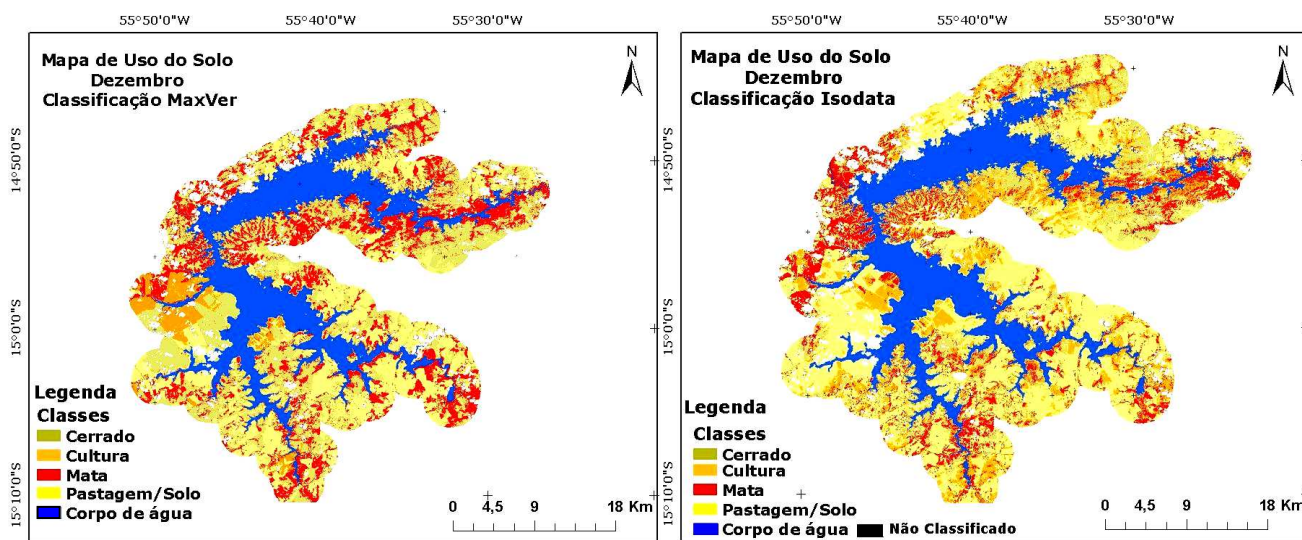 55°50'0"W
55°40'0"W
55°30'0"W
55°50'0"W
55°40'0"W
55°30'0"W
Mapa de Uso do Solo
Dezembro
Classificação MaxVer
N
14°50'0"S
15°0'0"S
15°10'0"S
Legenda
Classes
Cerrado
Cultura
Mata
Pastagem/Solo
Corpo de água
0 4,5 9 18 Km
Mapa de Uso do Solo
Dezembro
Classificação Isodata
N
14°50'0"S
15°0'0"S
15°10'0"S
Legenda
Classes
Cerrado
Cultura
Mata
Pastagem/Solo
Corpo de água
Não Classificado
0 4,5 9 18 Km